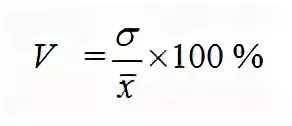 V = σ/x̄ × 100 %